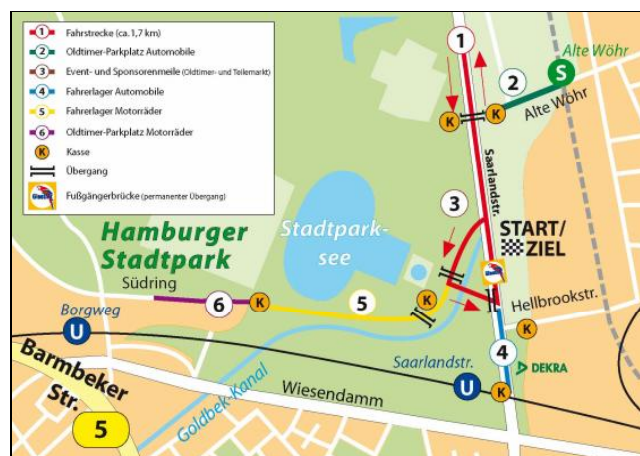 1 Fahrstrecke (ca. 1,7 km)
2 Oldtimer-Parkplatz Automobile
3 Event- und Sponsorenmeile (Oldtimer- und Teilemarkt)
4 Fahrerlager Automobile
5 Fahrerlager Motorräder
6 Oldtimer-Parkplatz Motorräder
K Kasse
Übergang
Fußgängerbrücke (permanenter Übergang)
1
Alte Wöhr
S
2
K
K
Alte Wöhr
Saarlandstr.
3
START/
ZIEL
Hamburger
Stadtpark
Stadtpark-
see
Südring
6
K
5
K
Hellbrookstr.
K
Borgweg
U
4
DEKRA
Saarlandstr.
U
K
Barmbeker
Str.
5
Goldbek-Kanal
Wiesendamm